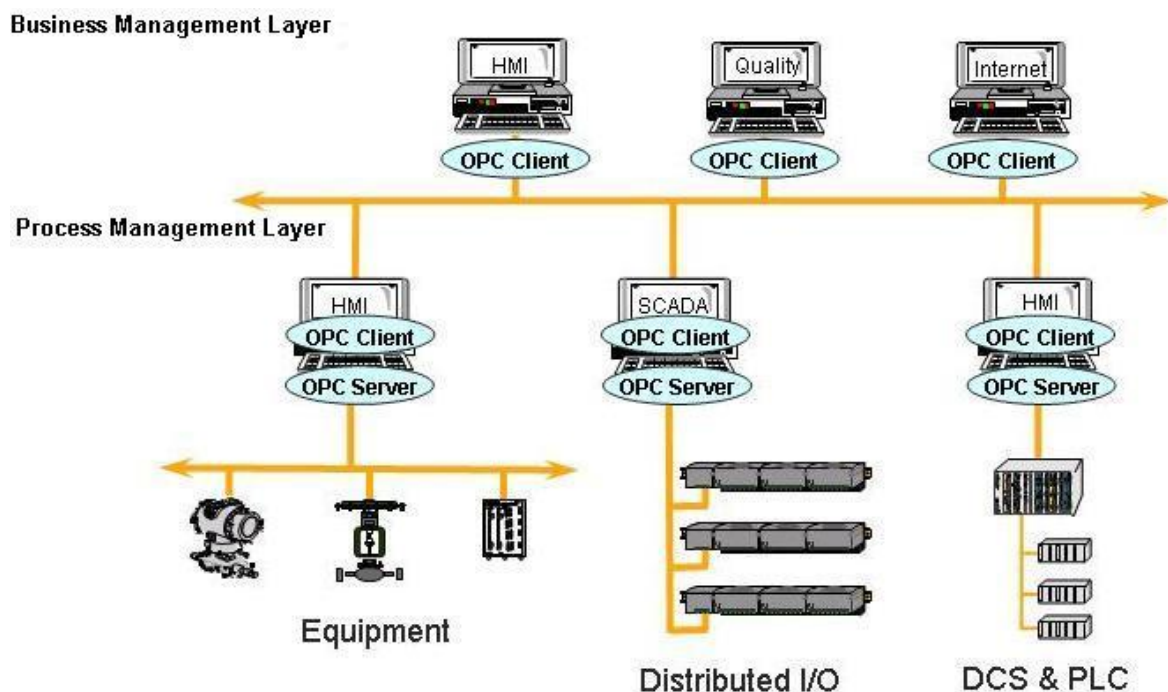 Business Management Layer
HMI
Quality
Internet
OPC Client
OPC Client
OPC Client
Process Management Layer
HMI
SCADA
HMI
OPC Client
OPC Client
OPC Client
OPC Server
OPC Server
OPC Server
Equipment
Distributed I/O
DCS & PLC